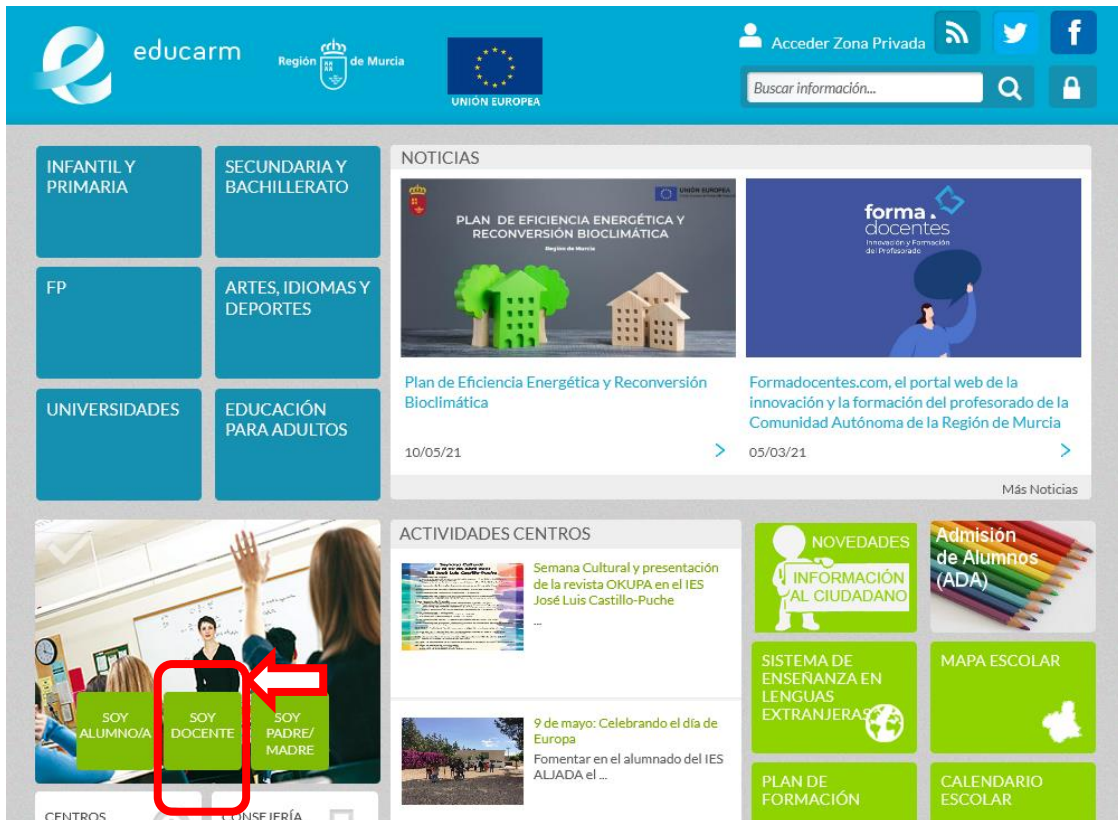 educarm
Región de Murcia
UNIÓN EUROPEA
Acceder Zona Privada
Buscar información...
INFANTIL Y
PRIMARIA
SECUNDARIA Y
BACHILLERATO
FP
ARTES, IDIOMAS Y
DEPORTES
UNIVERSIDADES
EDUCACIÓN
PARA ADULTOS
NOTICIAS
UNIÓN EUROPEA
PLAN DE EFICIENCIA ENERGÉTICA Y
RECONVERSIÓN BIOCLIMÁTICA
Región de Murcia
Plan de Eficiencia Energética y Reconversión
Bioclimática
10/05/21
forma
docentes
Innovación y Formación
del Profesorado
Formadocentes.com, el portal web de la
innovación y la formación del profesorado de la
Comunidad Autónoma de la Región de Murcia
05/03/21
Más Noticias
SOY
ALUMNO/A
SOY
DOCENTE
SOY
PADRE/
MADRE
CENTROS
CONSEJERÍA
ACTIVIDADES CENTROS
Semana Cultural
Semana Cultural y presentación
de la revista OKUPA en el IES
José Luis Castillo-Puche
...
9 de mayo: Celebrando el día de
Europa
Fomentar en el alumnado del IES
ALJADA el ...
NOVEDADES
INFORMACIÓN
AL CIUDADANO
Admisión
de Alumnos
(ADA)
SISTEMA DE
ENSEÑANZA EN
LENGUAS
EXTRANJERAS
MAPA ESCOLAR
PLAN DE
FORMACIÓN
CALENDARIO
ESCOLAR